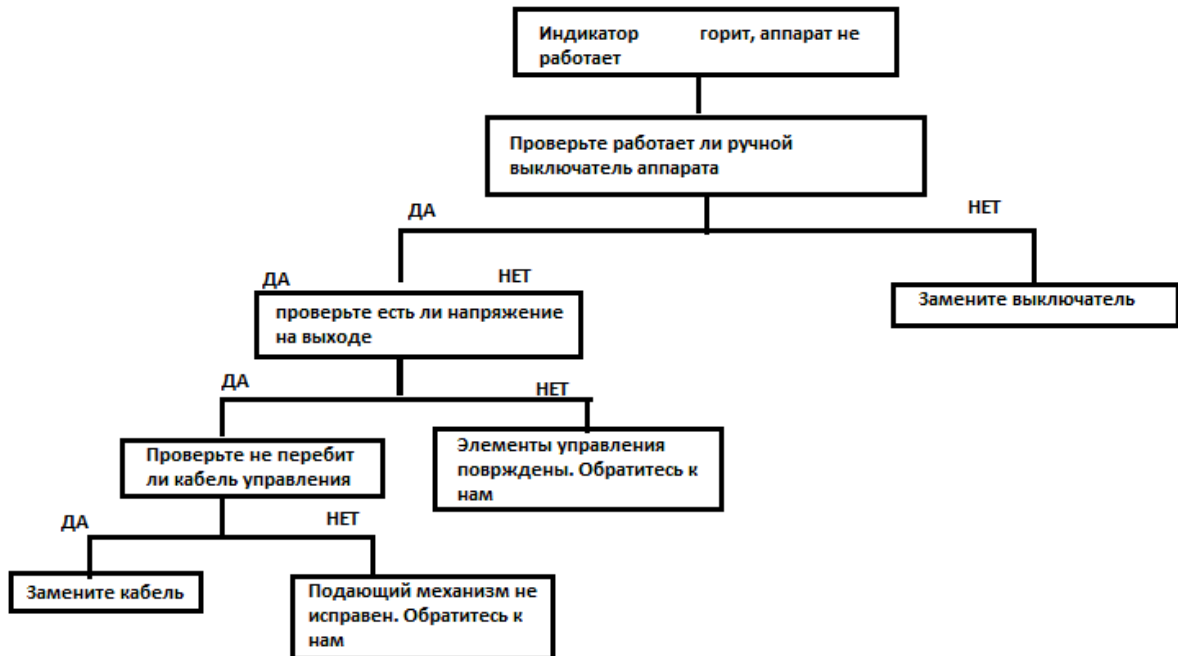 Индикатор горит, аппарат не
работает
Проверьте работает ли ручной
выключатель аппарата
ДА
НЕТ
ДА
НЕТ
проверьте есть ли напряжение
на выходе
Замените выключатель
ДА
НЕТ
Проверьте не перебит
ли кабель управления
Элементы управления
поврждены. Обратитесь к
нам
ДА
НЕТ
Замените кабель
Подающий механизм не
исправен. Обратитесь к
нам